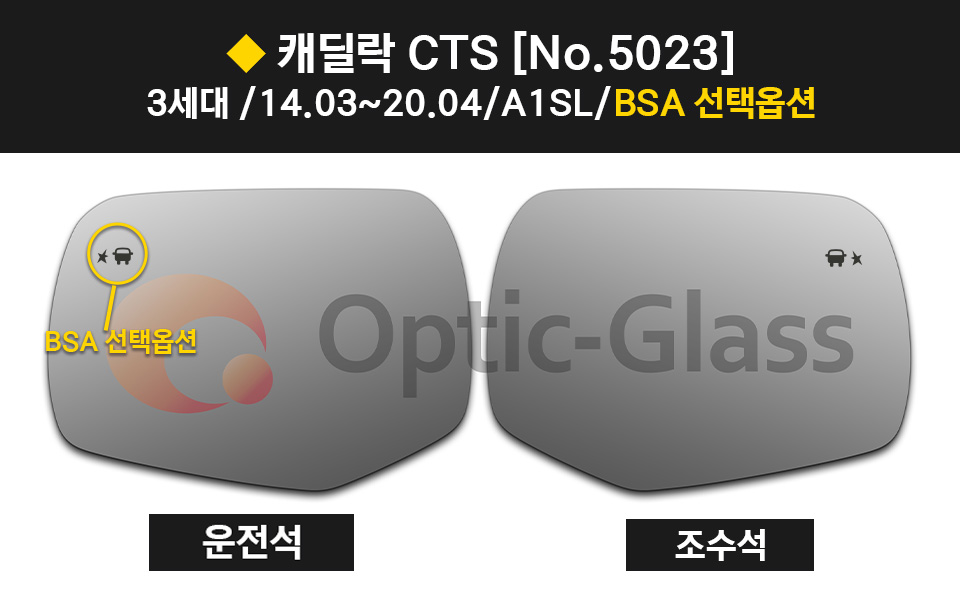 ◆ 캐딜락 CTS [No.5023]
3세대 /14.03~20.04/A1SL/BSA 선택옵션
BSA 선택옵션
Optic-Glass
운전석
조수석